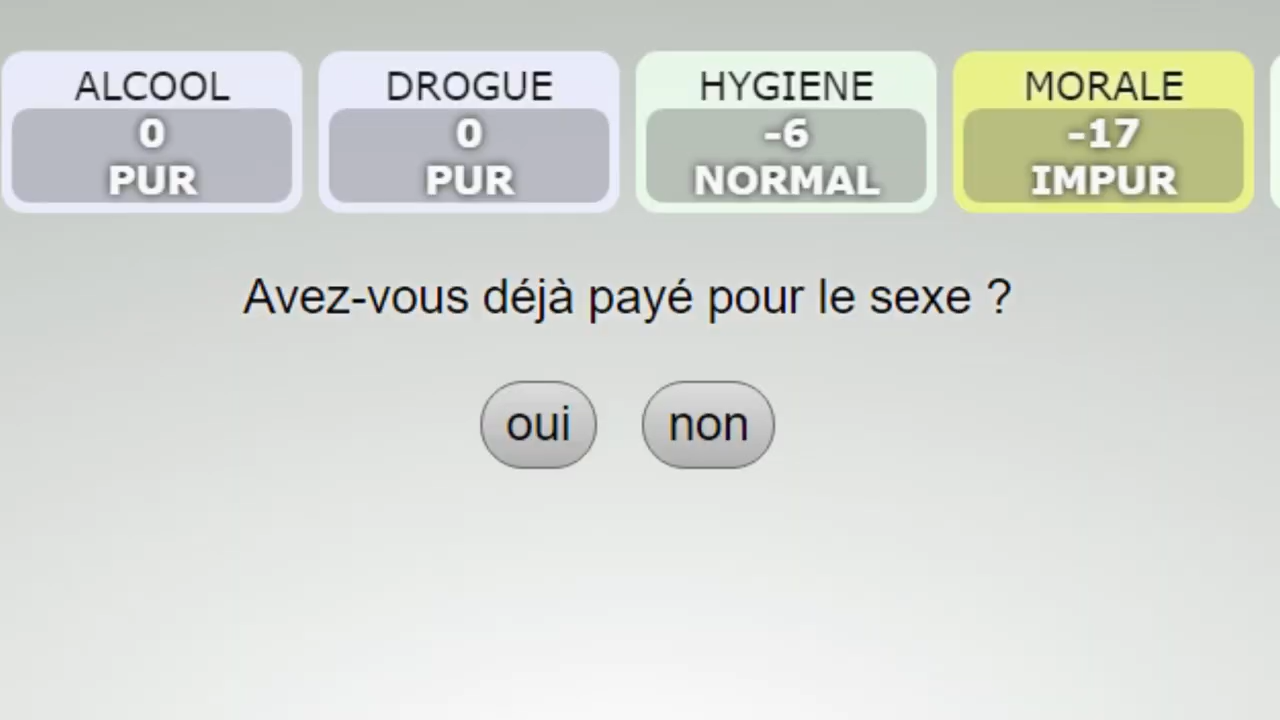 ALCOOL DROGUE HYGIENE MORALE
0 0 -6 -17
PUR PUR NORMAL IMPUR
Avez-vous déjà payé pour le sexe ?
oui non